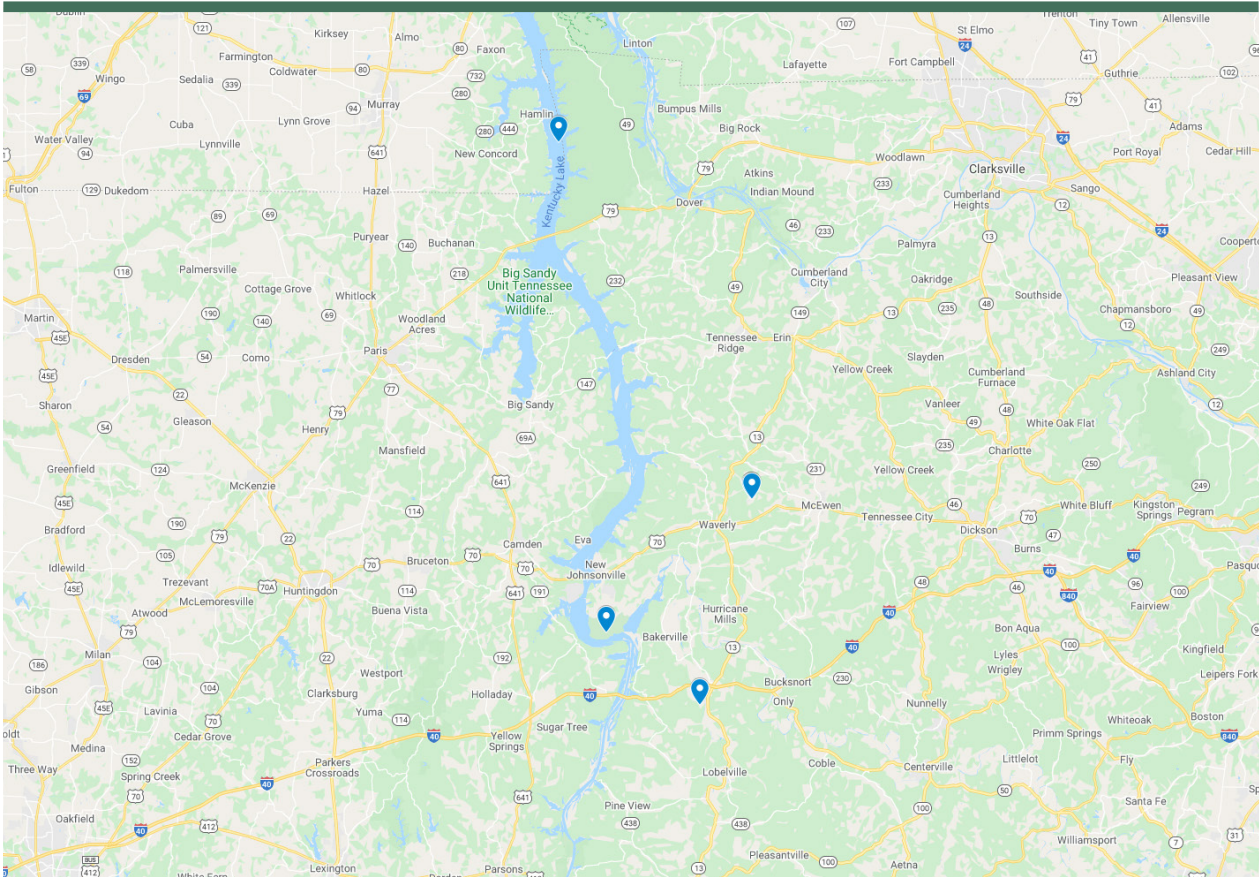 Dublin
Kirksey
Almo
Faxon
Linton
107
St Elmo
Trenton
Tiny Town
Allensville
121
339
80
24
41
Farmington
Lafayette
Fort Campbell
58
Wingo
Sedalia
339
Coldwater
80
732
280
Guthrie
102
69
94
Murray
Hamlin
Bumpus Mills
79
41
Cuba
Lynn Grove
280
444
49
Big Rock
Adams
Water Valley
94
Lynnville
641
New Concord
24
Port Royal
Cedar Hill
Woodlawn
79
Atkins
Clarksville
Fulton
129
Dukedom
Hazel
Kentucky Lake
Indian Mound
233
Cumberland
Heights
Sango
Dover
12
89
69
79
46
233
13
24
Puryear
140
Buchanan
Palmyra
118
Palmersville
218
Big Sandy
Unit Tennessee
National
Wildlife...
232
Cumberland
City
Oakridge
Pleasant View
Cottage Grove
Whitlock
49
Southside
190
140
69
Woodland
Acres
149
13
235
48
Chapmansboro
49
Martin
45E
12
Paris
Tennessee
Ridge
Erin
249
Dresden
54
Como
Slayden
45E
147
Yellow Creek
Cumberland
Furnace
Ashland City
22
77
Sharon
Gleason
79
Big Sandy
Vanleer
48
12
54
Henry
49
White Oak Flat
69A
13
235
Mansfield
Charlotte
Greenfield
124
231
Yellow Creek
250
641
McKenzie
249
45E
114
McEwen
46
White Bluff
Kingston
Springs
Pegram
Bradford
190
Waverly
Tennessee City
70
79
22
Camden
Eva
70
Dickson
47
105
Bruceton
70
Burns
40
Idlewild
70
70
New
Johnsonville
40
Trezevant
70A
114
641
191
48
46
96
45E
McLemoresville
Huntingdon
840
100
Atwood
Buena Vista
Hurricane
Mills
40
Fairview
79
Bakerville
Bon Aqua
Milan
22
192
13
40
100
Kingfield
186
104
Lyles
Wrigley
Westport
Bucksnort
230
Leipers Fork
Gibson
104
Clarksburg
Holladay
40
Only
Nunnelly
45E
Lavinia
70
Yuma
114
Sugar Tree
Whiteoak
Boston
Cedar Grove
40
Yellow
Springs
Primm Springs
840
Medina
152
Parkers
Crossroads
Littlelot
Fly
Three Way
Spring Creek
Lobelville
Coble
Centerville
70
40
641
50
Pine View
100
Santa Fe
Oakfield
40
412
438
438
31
Williamsport
7
BUS
412
Lexington
Parsons
13
Pleasantville
100
Aetna
412